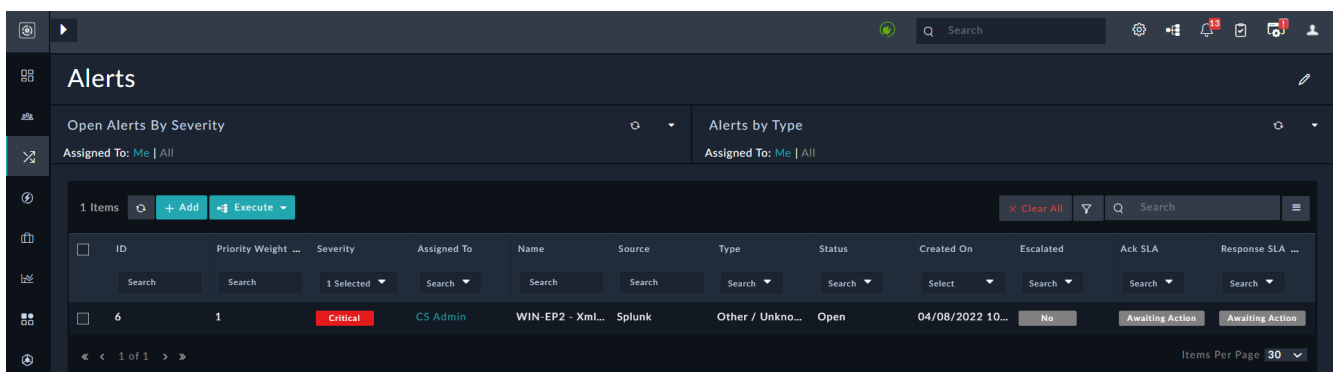 13
!
Search
Alerts
Open Alerts By Severity
Assigned To: Me | All
Alerts by Type
Assigned To: Me | All
1 Items + Add Execute × Clear All Search
ID Priority Weight ... Severity Assigned To Name Source Type Status Created On Escalated Ack SLA Response SLA ...
Search Search 1 Selected Search Search Search Search Search Select Search Search Search
6 1 Critical CS Admin WIN-EP2 - Xml... Splunk Other / Unkno... Open 04/08/2022 10... No Awaiting Action Awaiting Action
« < 1 of 1 > » Items Per Page 30